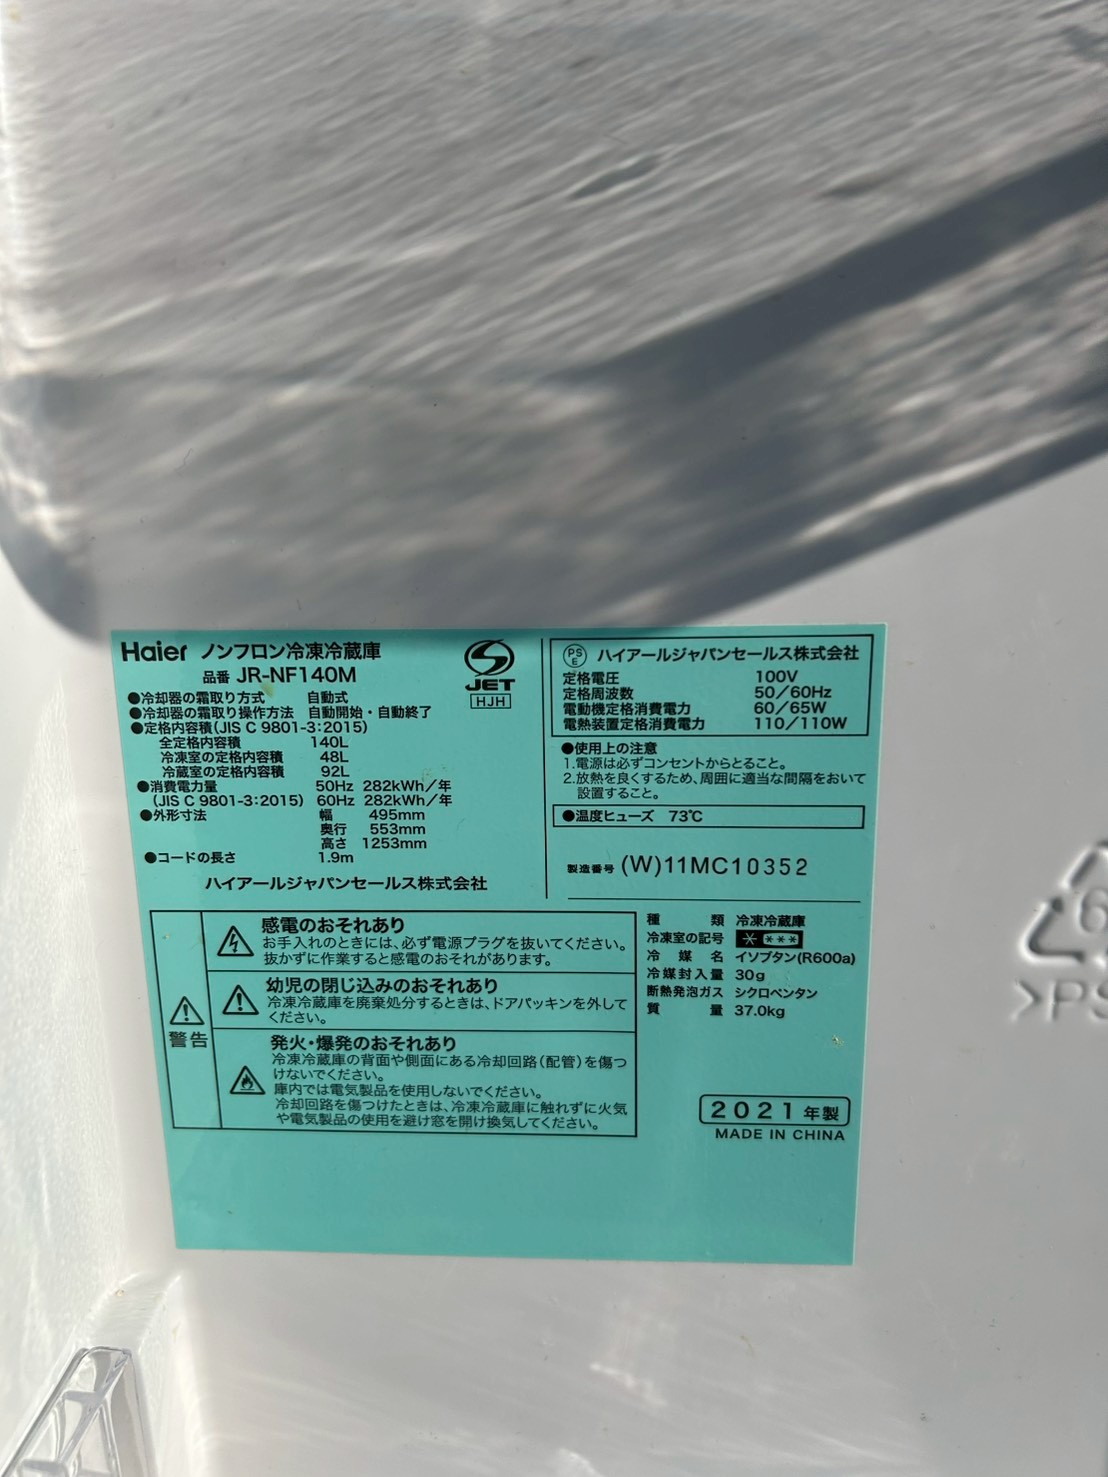 Haier ノンフロン冷凍冷蔵庫
品番 JR-NF140M
●冷却器の霜取り方式 自動式
●冷却器の霜取り操作方法 自動開始・自動終了
●定格内容積(JIS C 9801-3:2015)
全定格内容積 140L
冷凍室の定格内容積 48L
冷蔵室の定格内容積 92L
●消費電力量 50Hz 282kWh/年
(JIS C 9801-3:2015) 60Hz 282kWh/年
●外形寸法 幅 495mm
奥行 553mm
高さ 1253mm
●コードの長さ 1.9m
ハイアールジャパンセールス株式会社
JET
HJH
PS
E
ハイアールジャパンセールス株式会社
定格電圧 100V
定格周波数 50/60Hz
電動機定格消費電力 60/65W
電熱装置定格消費電力 110/110W
●使用上の注意
1.電源は必ずコンセントからとること。
2.放熱を良くするため、周囲に適当な間隔をおいて
設置すること。
●温度ヒューズ 73℃
製造番号 (W)11MC10352
警告
感電のおそれあり
お手入れのときには、必ず電源プラグを抜いてください。
抜かずに作業すると感電のおそれがあります。
幼児の閉じ込みのおそれあり
冷凍冷蔵庫を廃棄処分するときは、ドアパッキンを外して
ください。
発火・爆発のおそれあり
冷凍冷蔵庫の背面や側面にある冷却回路(配管)を傷つ
けないでください。
庫内では電気製品を使用しないでください。
冷却回路を傷つけたときは、冷凍冷蔵庫に触れずに火気
や電気製品の使用を避け窓を開け換気してください。
種類 冷凍冷蔵庫
冷凍室の記号 * ***
冷媒名 イソブタン(R600a)
冷媒封入量 30g
断熱発泡ガス シクロペンタン
質量 37.0kg
2021年製
MADE IN CHINA
6
>PS